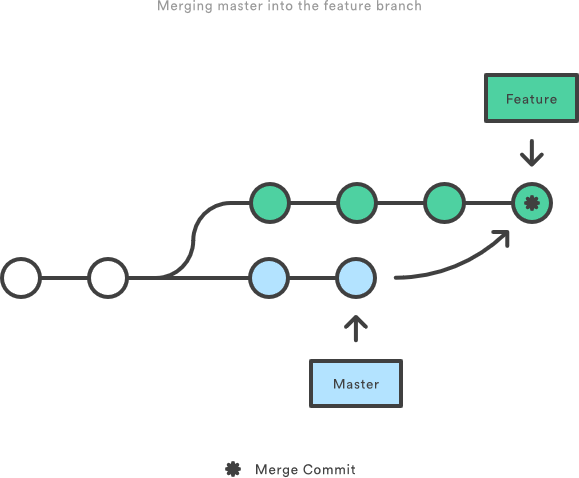 Merging master into the feature branch
Feature
Master
Merge Commit